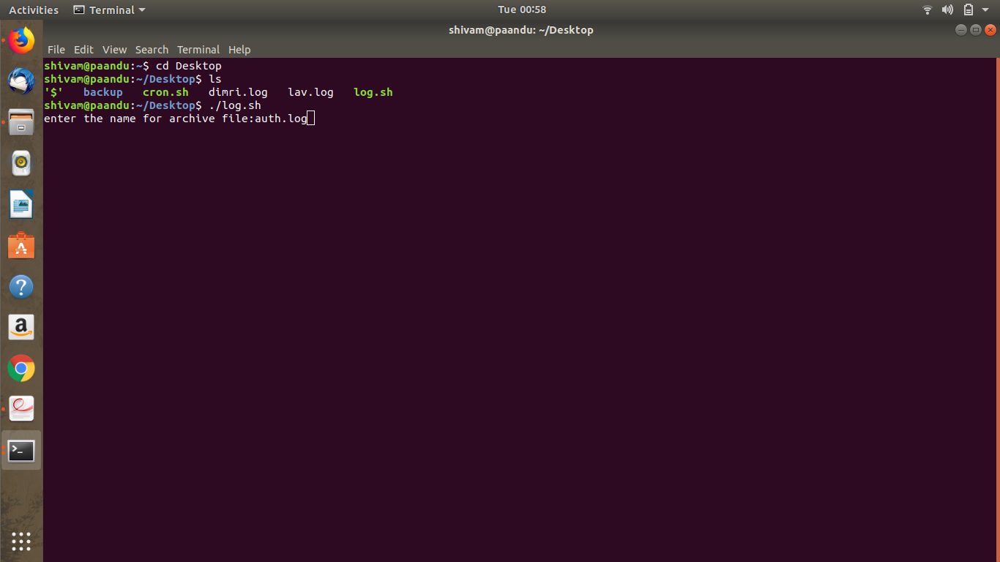 Activities Terminal Tue 00:58
shivam@paandu: ~/Desktop
File Edit View Search Terminal Help
shivam@paandu:~$ cd Desktop
shivam@paandu:~/Desktop$ ls
'$' backup cron.sh dimri.log lav.log log.sh
shivam@paandu:~/Desktop$ ./log.sh
enter the name for archive file:auth.log
A
?
a
>_